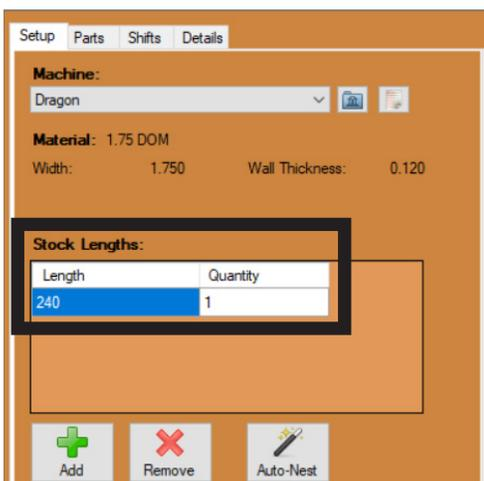 Setup Parts Shifts Details
Machine:
Dragon
Material: 1.75 DOM
Width: 1.750 Wall Thickness: 0.120
Stock Lengths:
Length Quantity
240 1
Add Remove Auto-Nest